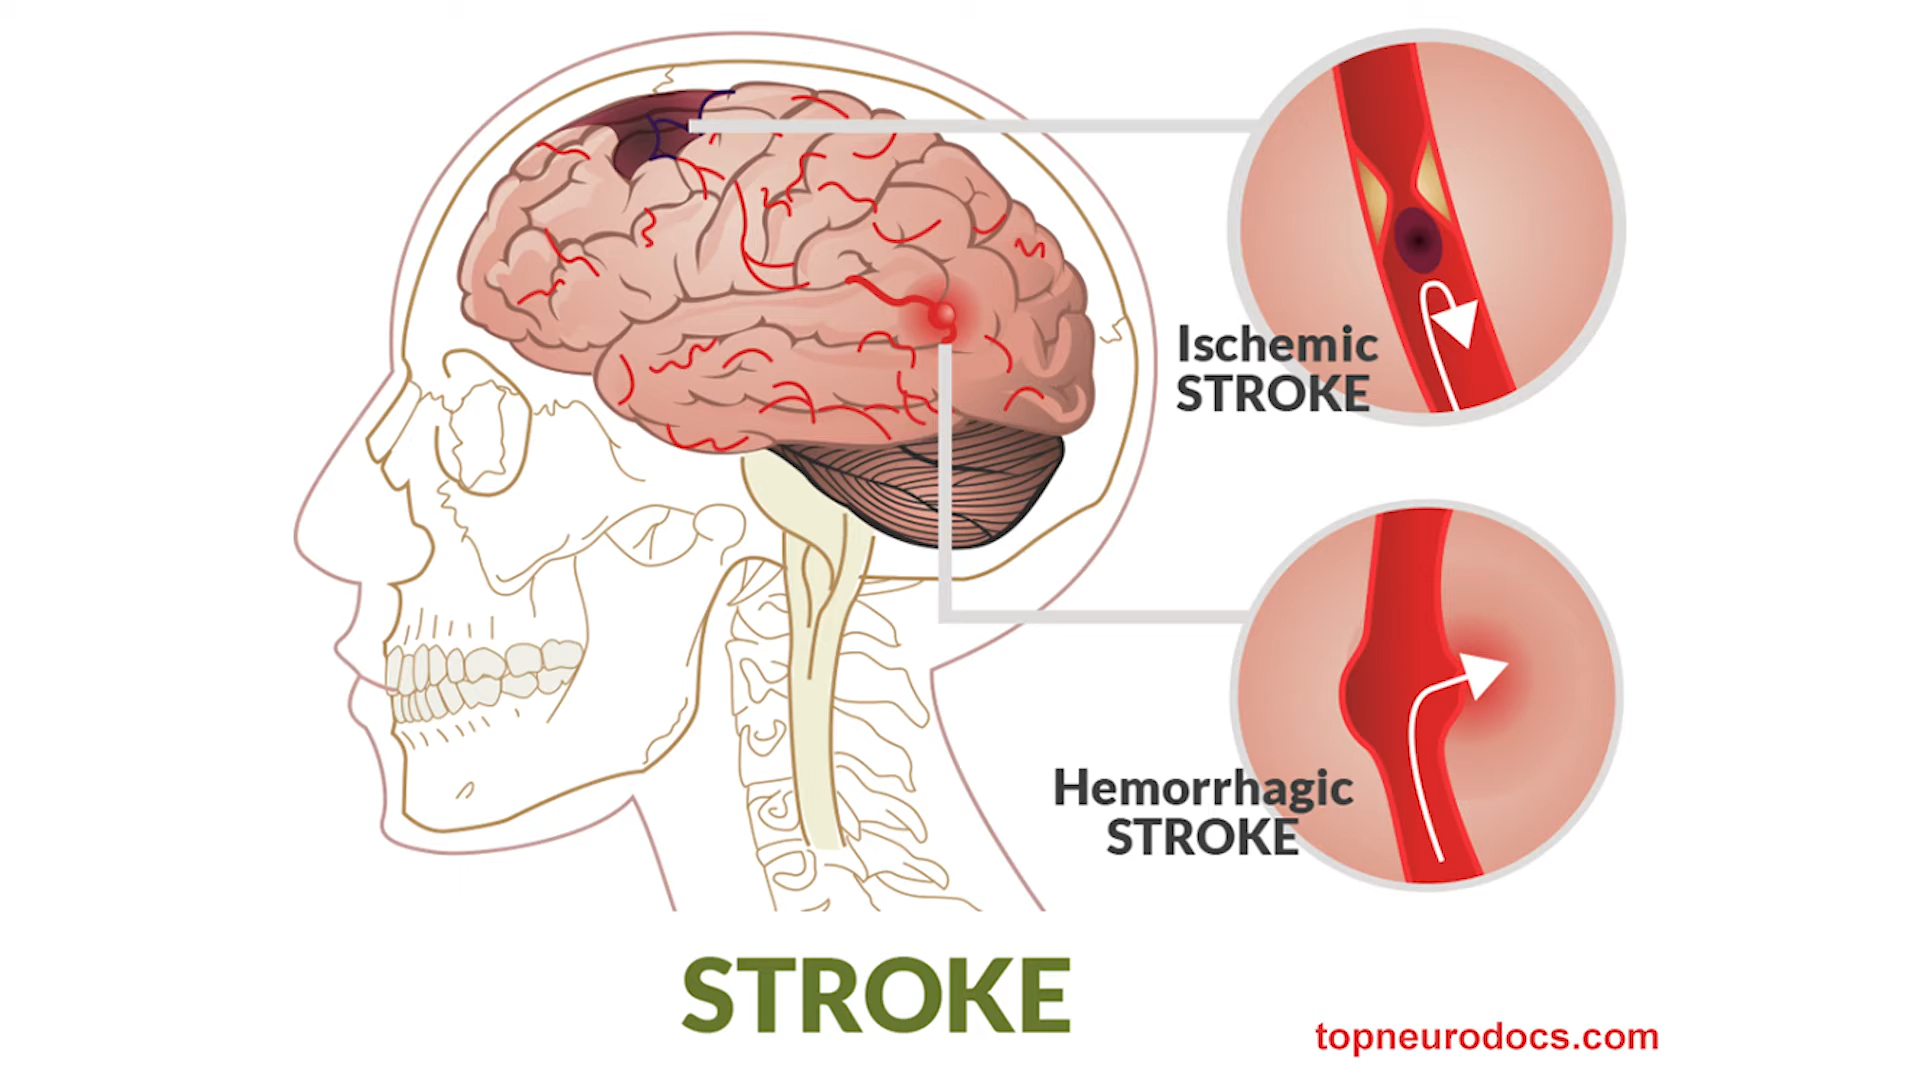 Ischemic
STROKE
Hemorrhagic
STROKE
STROKE
topneurodocs.com